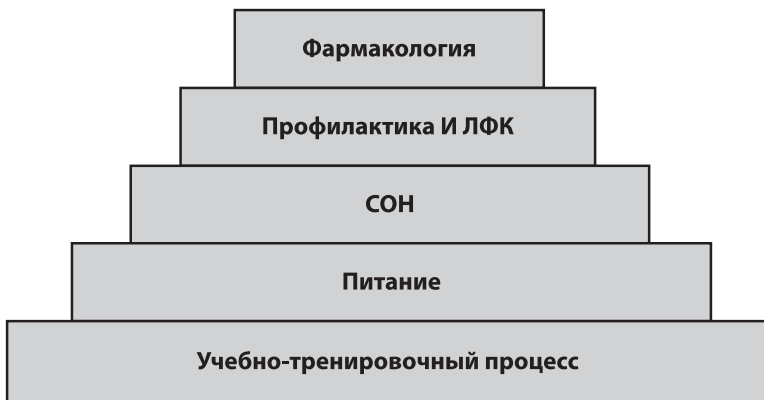 Фармакология
Профилактика И ЛФК
СОН
Питание
Учебно-тренировочный процесс